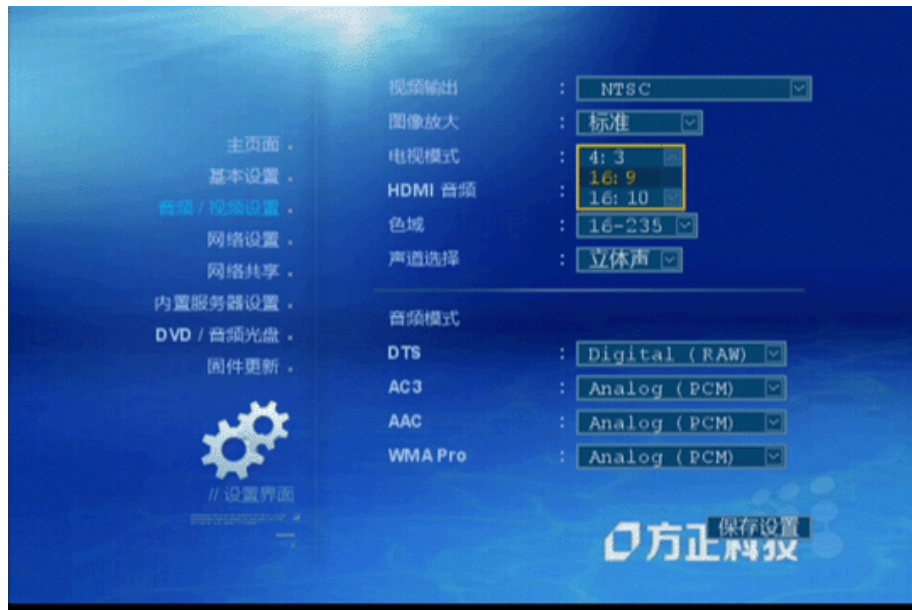 主页面
基本设置
音频 / 视频设置
网络设置
网络共享
内置服务器设置
DVD / 音频光盘
固件更新
// 设置界面
视频输出 : NTSC
图像放大 : 标准
电视模式 : 4: 3
16: 9
HDMI 音频 : 16: 10
色域 : 16-235
声道选择 : 立体声
音频模式
DTS : Digital (RAW)
AC3 : Analog (PCM)
AAC : Analog (PCM)
WMA Pro : Analog (PCM)
保存设置
方正科技